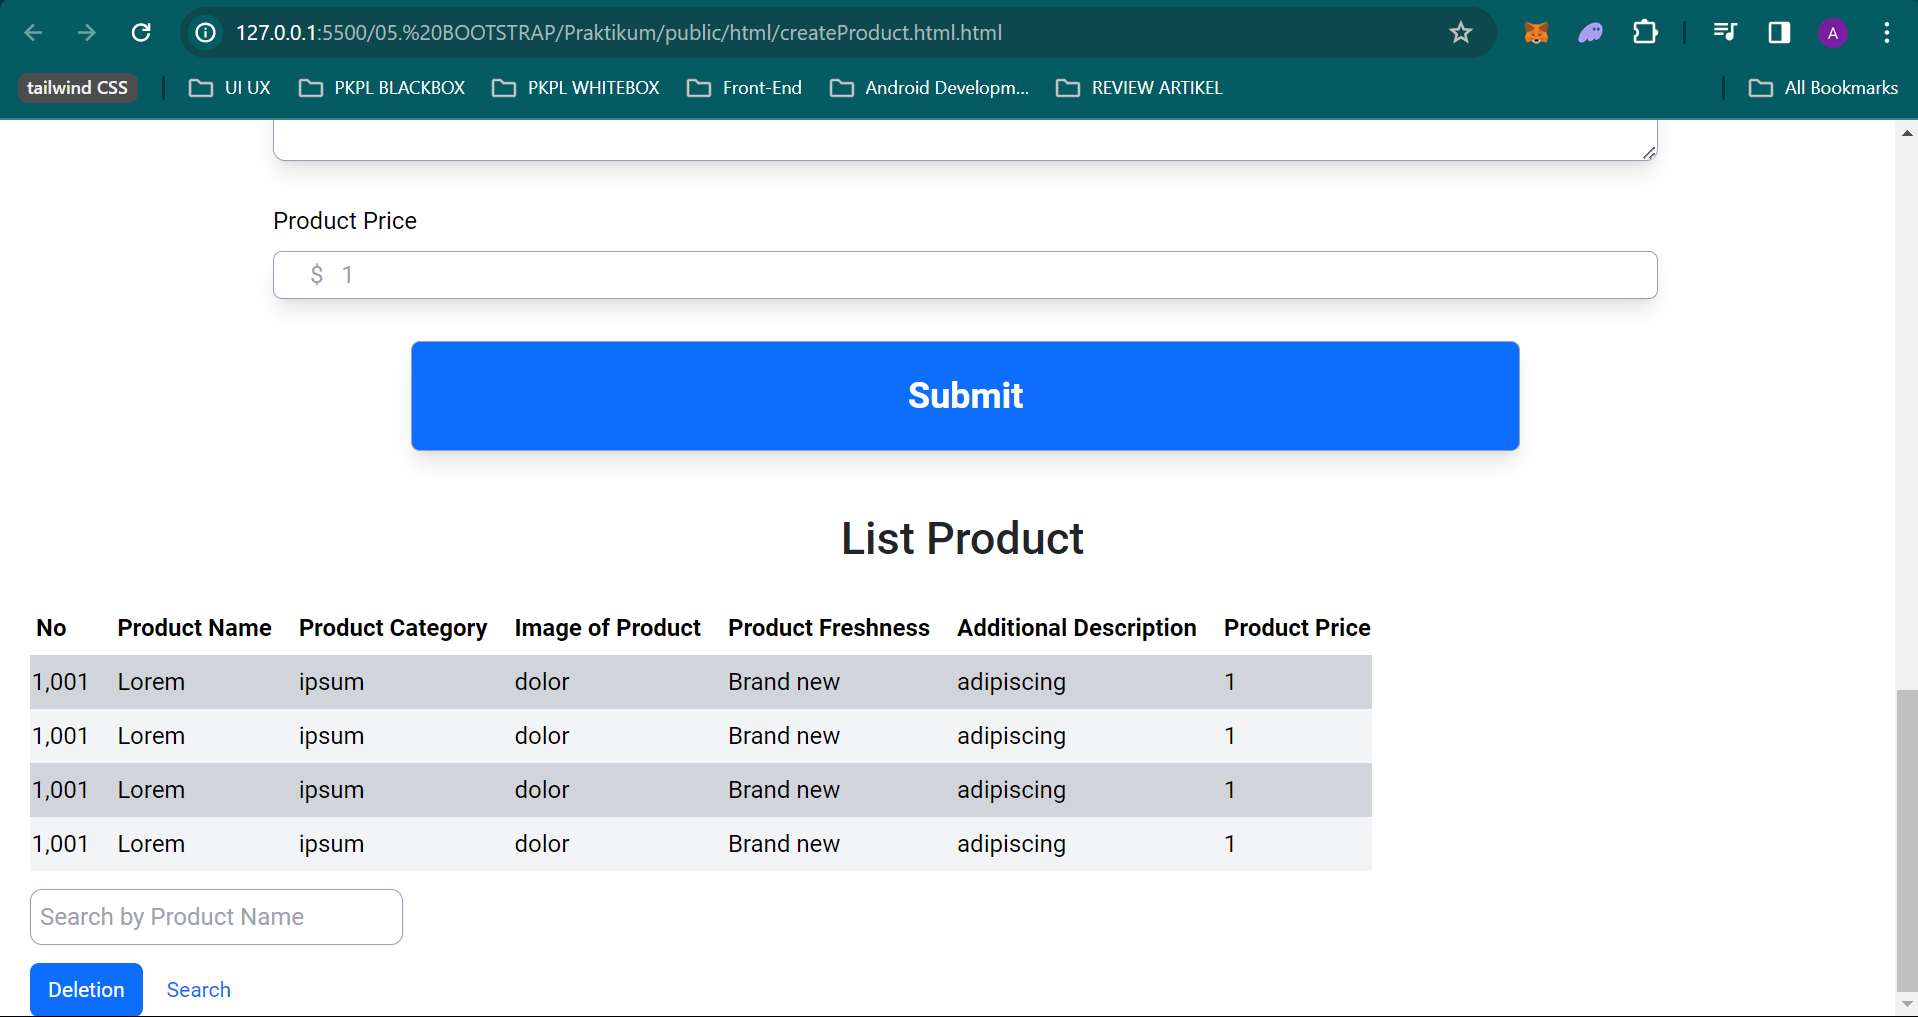 127.0.0.1:5500/05.%20BOOTSTRAP/Praktikum/public/html/createProduct.html.html
A
tailwind CSS UI UX PKPL BLACKBOX PKPL WHITEBOX Front-End Android Developm... REVIEW ARTIKEL All Bookmarks
Product Price
$ 1
Submit
List Product
No Product Name Product Category Image of Product Product Freshness Additional Description Product Price
1,001 Lorem ipsum dolor Brand new adipiscing 1
1,001 Lorem ipsum dolor Brand new adipiscing 1
1,001 Lorem ipsum dolor Brand new adipiscing 1
1,001 Lorem ipsum dolor Brand new adipiscing 1
Search by Product Name
Deletion Search